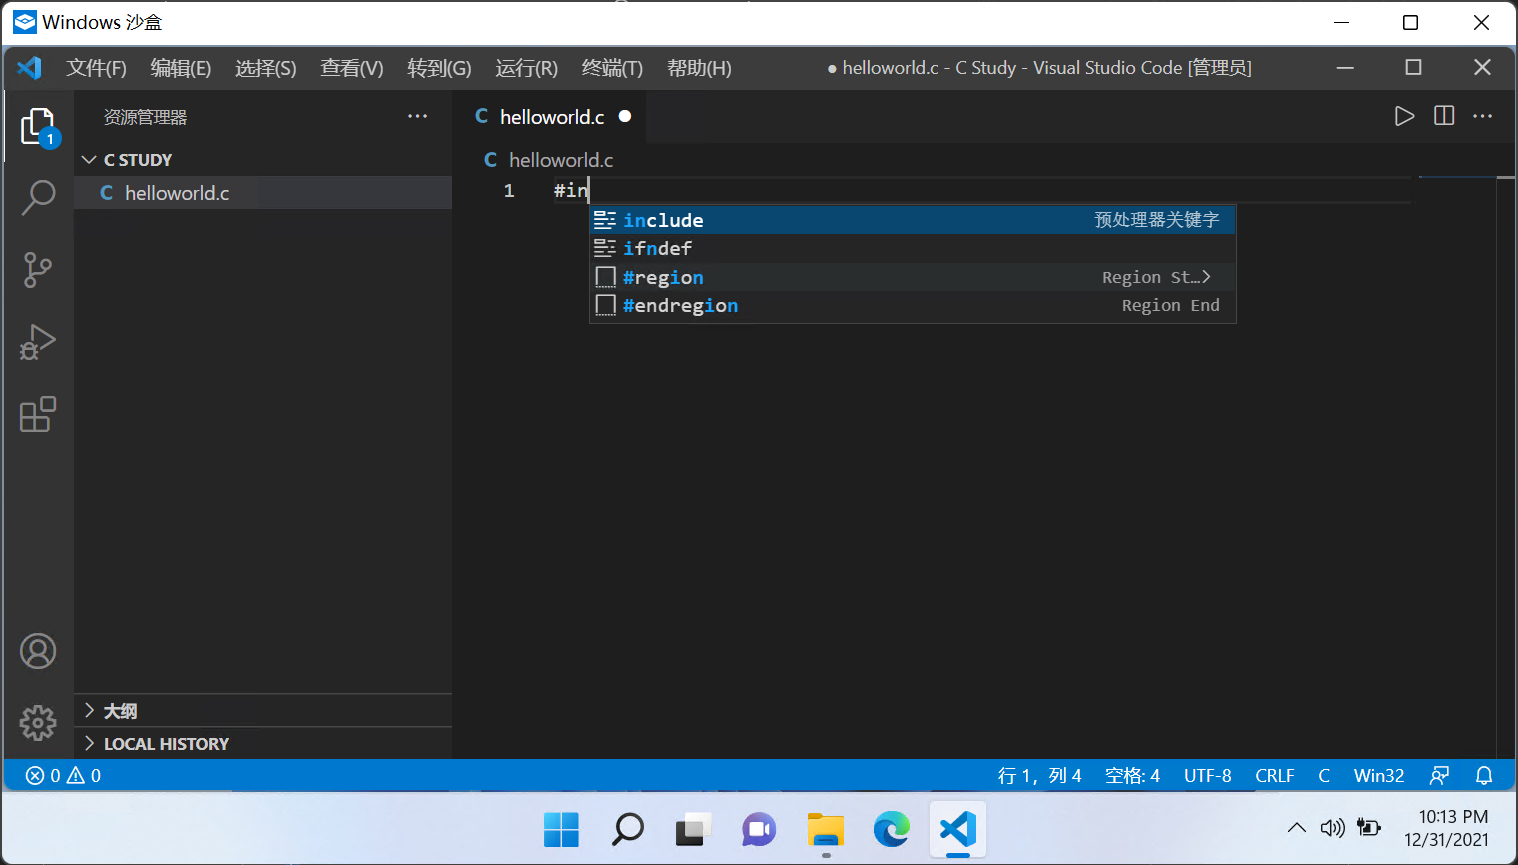 Windows 沙盒
文件(F) 编辑(E) 选择(S) 查看(V) 转到(G) 运行(R) 终端(T) 帮助(H) ● helloworld.c - C Study - Visual Studio Code [管理员]
资源管理器 ···
C helloworld.c ●
1
C STUDY
C helloworld.c
C helloworld.c
1 #in
include 预处理器关键字
ifndef
#region Region St…
#endregion Region End
大纲
LOCAL HISTORY
0 0 行 1，列 4 空格: 4 UTF-8 CRLF C Win32
10:13 PM
12/31/2021